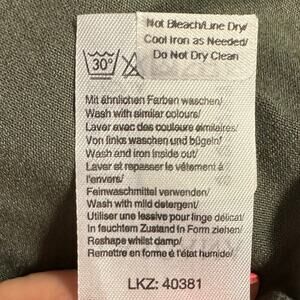 Not Bleach/Line Dry/
Cool Iron as Needed/
Do Not Dry Clean
30°
Mit ähnlichen Farben waschen/
Wash with similar colours/
Laver avec des couleurs similaires/
Von links waschen und bügeln/
Wash and iron inside out/
Laver et repasser le vêtement à
l'envers/
Feinwaschmittel verwenden/
Wash with mild detergent/
Utiliser une lessive pour linge délicat/
In feuchtem Zustand in Form ziehen/
Reshape whilst damp/
Remettre en forme à l'état humide/
LKZ: 40381